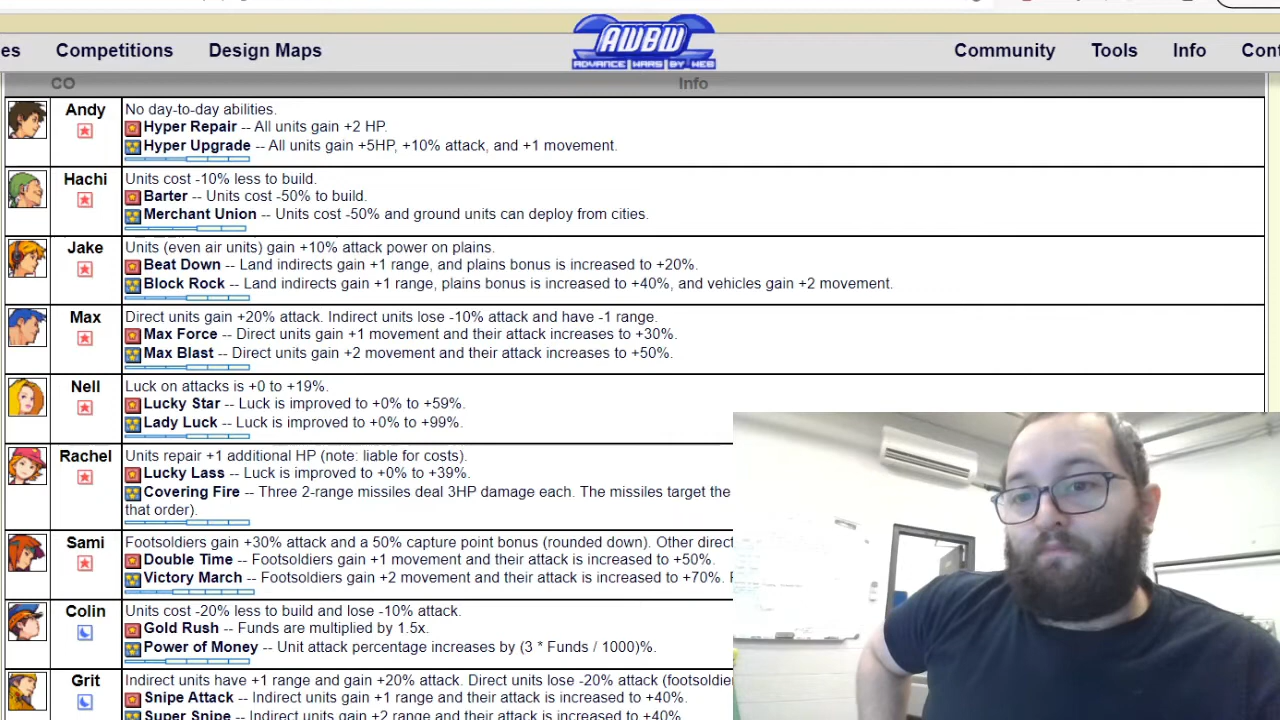 es Competitions Design Maps AWBW ADVANCE|WARS|BY|WEB Community Tools Info Cont
CO Info
Andy
No day-to-day abilities.
Hyper Repair -- All units gain +2 HP.
Hyper Upgrade -- All units gain +5HP, +10% attack, and +1 movement.
Hachi
Units cost -10% less to build.
Barter -- Units cost -50% to build.
Merchant Union -- Units cost -50% and ground units can deploy from cities.
Jake
Units (even air units) gain +10% attack power on plains.
Beat Down -- Land indirects gain +1 range, and plains bonus is increased to +20%.
Block Rock -- Land indirects gain +1 range, plains bonus is increased to +40%, and vehicles gain +2 movement.
Max
Direct units gain +20% attack. Indirect units lose -10% attack and have -1 range.
Max Force -- Direct units gain +1 movement and their attack increases to +30%.
Max Blast -- Direct units gain +2 movement and their attack increases to +50%.
Nell
Luck on attacks is +0 to +19%.
Lucky Star -- Luck is improved to +0% to +59%.
Lady Luck -- Luck is improved to +0% to +99%.
Rachel
Units repair +1 additional HP (note: liable for costs).
Lucky Lass -- Luck is improved to +0% to +39%.
Covering Fire -- Three 2-range missiles deal 3HP damage each. The missiles target the
that order).
Sami
Footsoldiers gain +30% attack and a 50% capture point bonus (rounded down). Other direct
Double Time -- Footsoldiers gain +1 movement and their attack is increased to +50%.
Victory March -- Footsoldiers gain +2 movement and their attack is increased to +70%.
Colin
Units cost -20% less to build and lose -10% attack.
Gold Rush -- Funds are multiplied by 1.5x.
Power of Money -- Unit attack percentage increases by (3 * Funds / 1000)%.
Grit
Indirect units have +1 range and gain +20% attack. Direct units lose -20% attack (footsoldie
Snipe Attack -- Indirect units gain +1 range and their attack is increased to +40%.
Super Snipe -- Indirect units gain +2 range and their attack is increased to +40%.